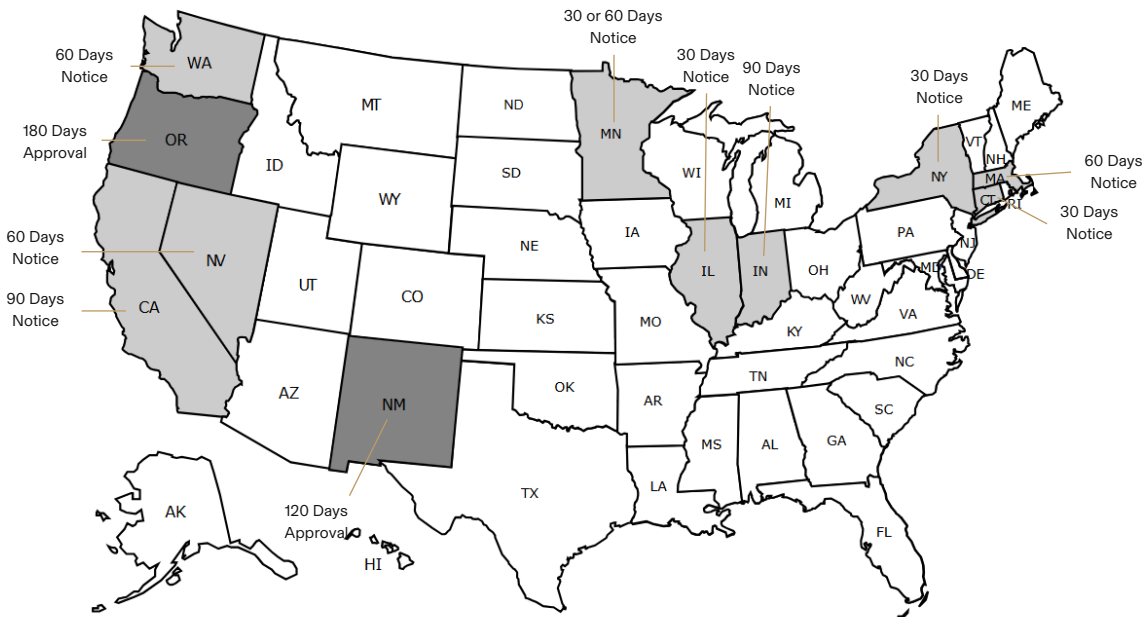 30 or 60 Days
Notice
60 Days
Notice
WA
30 Days
Notice
90 Days
Notice
30 Days
Notice
ME
MT
ND
MN
180 Days
Approval
OR
VT
NH
ID
SD
WI
NY
MA
60 Days
Notice
WY
MI
CT
RI
30 Days
Notice
IA
PA
NJ
60 Days
Notice
NV
NE
IL
IN
OH
MD
DE
UT
CO
WV
90 Days
Notice
CA
KS
MO
KY
VA
AZ
NM
OK
AR
TN
NC
SC
MS
AL
GA
TX
LA
120 Days
Approval
AK
HI
FL